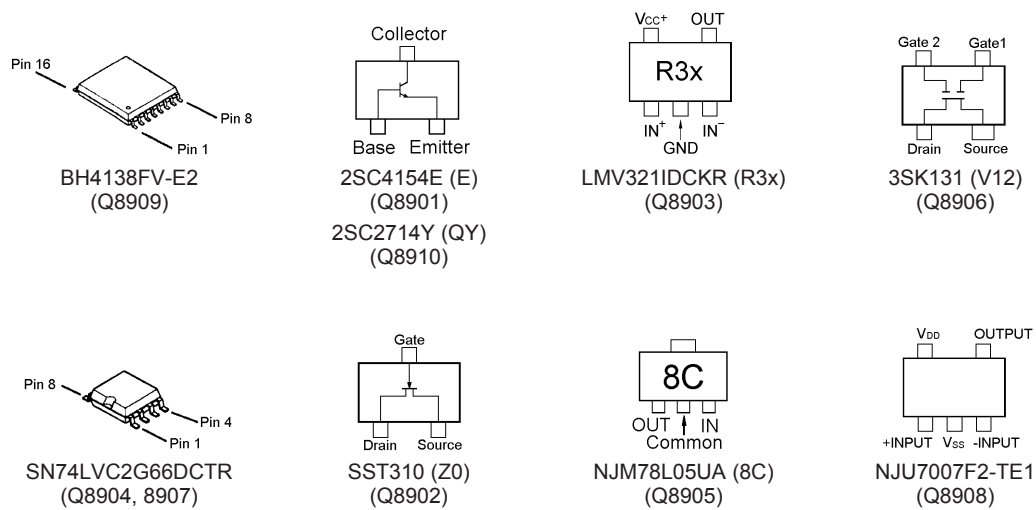 Pin 16
Pin 8
Pin 1
BH4138FV-E2
(Q8909)
Collector
Base Emitter
2SC4154E (E)
(Q8901)
2SC2714Y (QY)
(Q8910)
VCC+ OUT
R3x
IN+ IN-
GND
LMV321IDCKR (R3x)
(Q8903)
Gate 2 Gate1
Drain Source
3SK131 (V12)
(Q8906)
Pin 8
Pin 4
Pin 1
SN74LVC2G66DCTR
(Q8904, 8907)
Gate
Drain Source
SST310 (Z0)
(Q8902)
8C
OUT IN
Common
NJM78L05UA (8C)
(Q8905)
VDD OUTPUT
+INPUT VSS -INPUT
NJU7007F2-TE1
(Q8908)